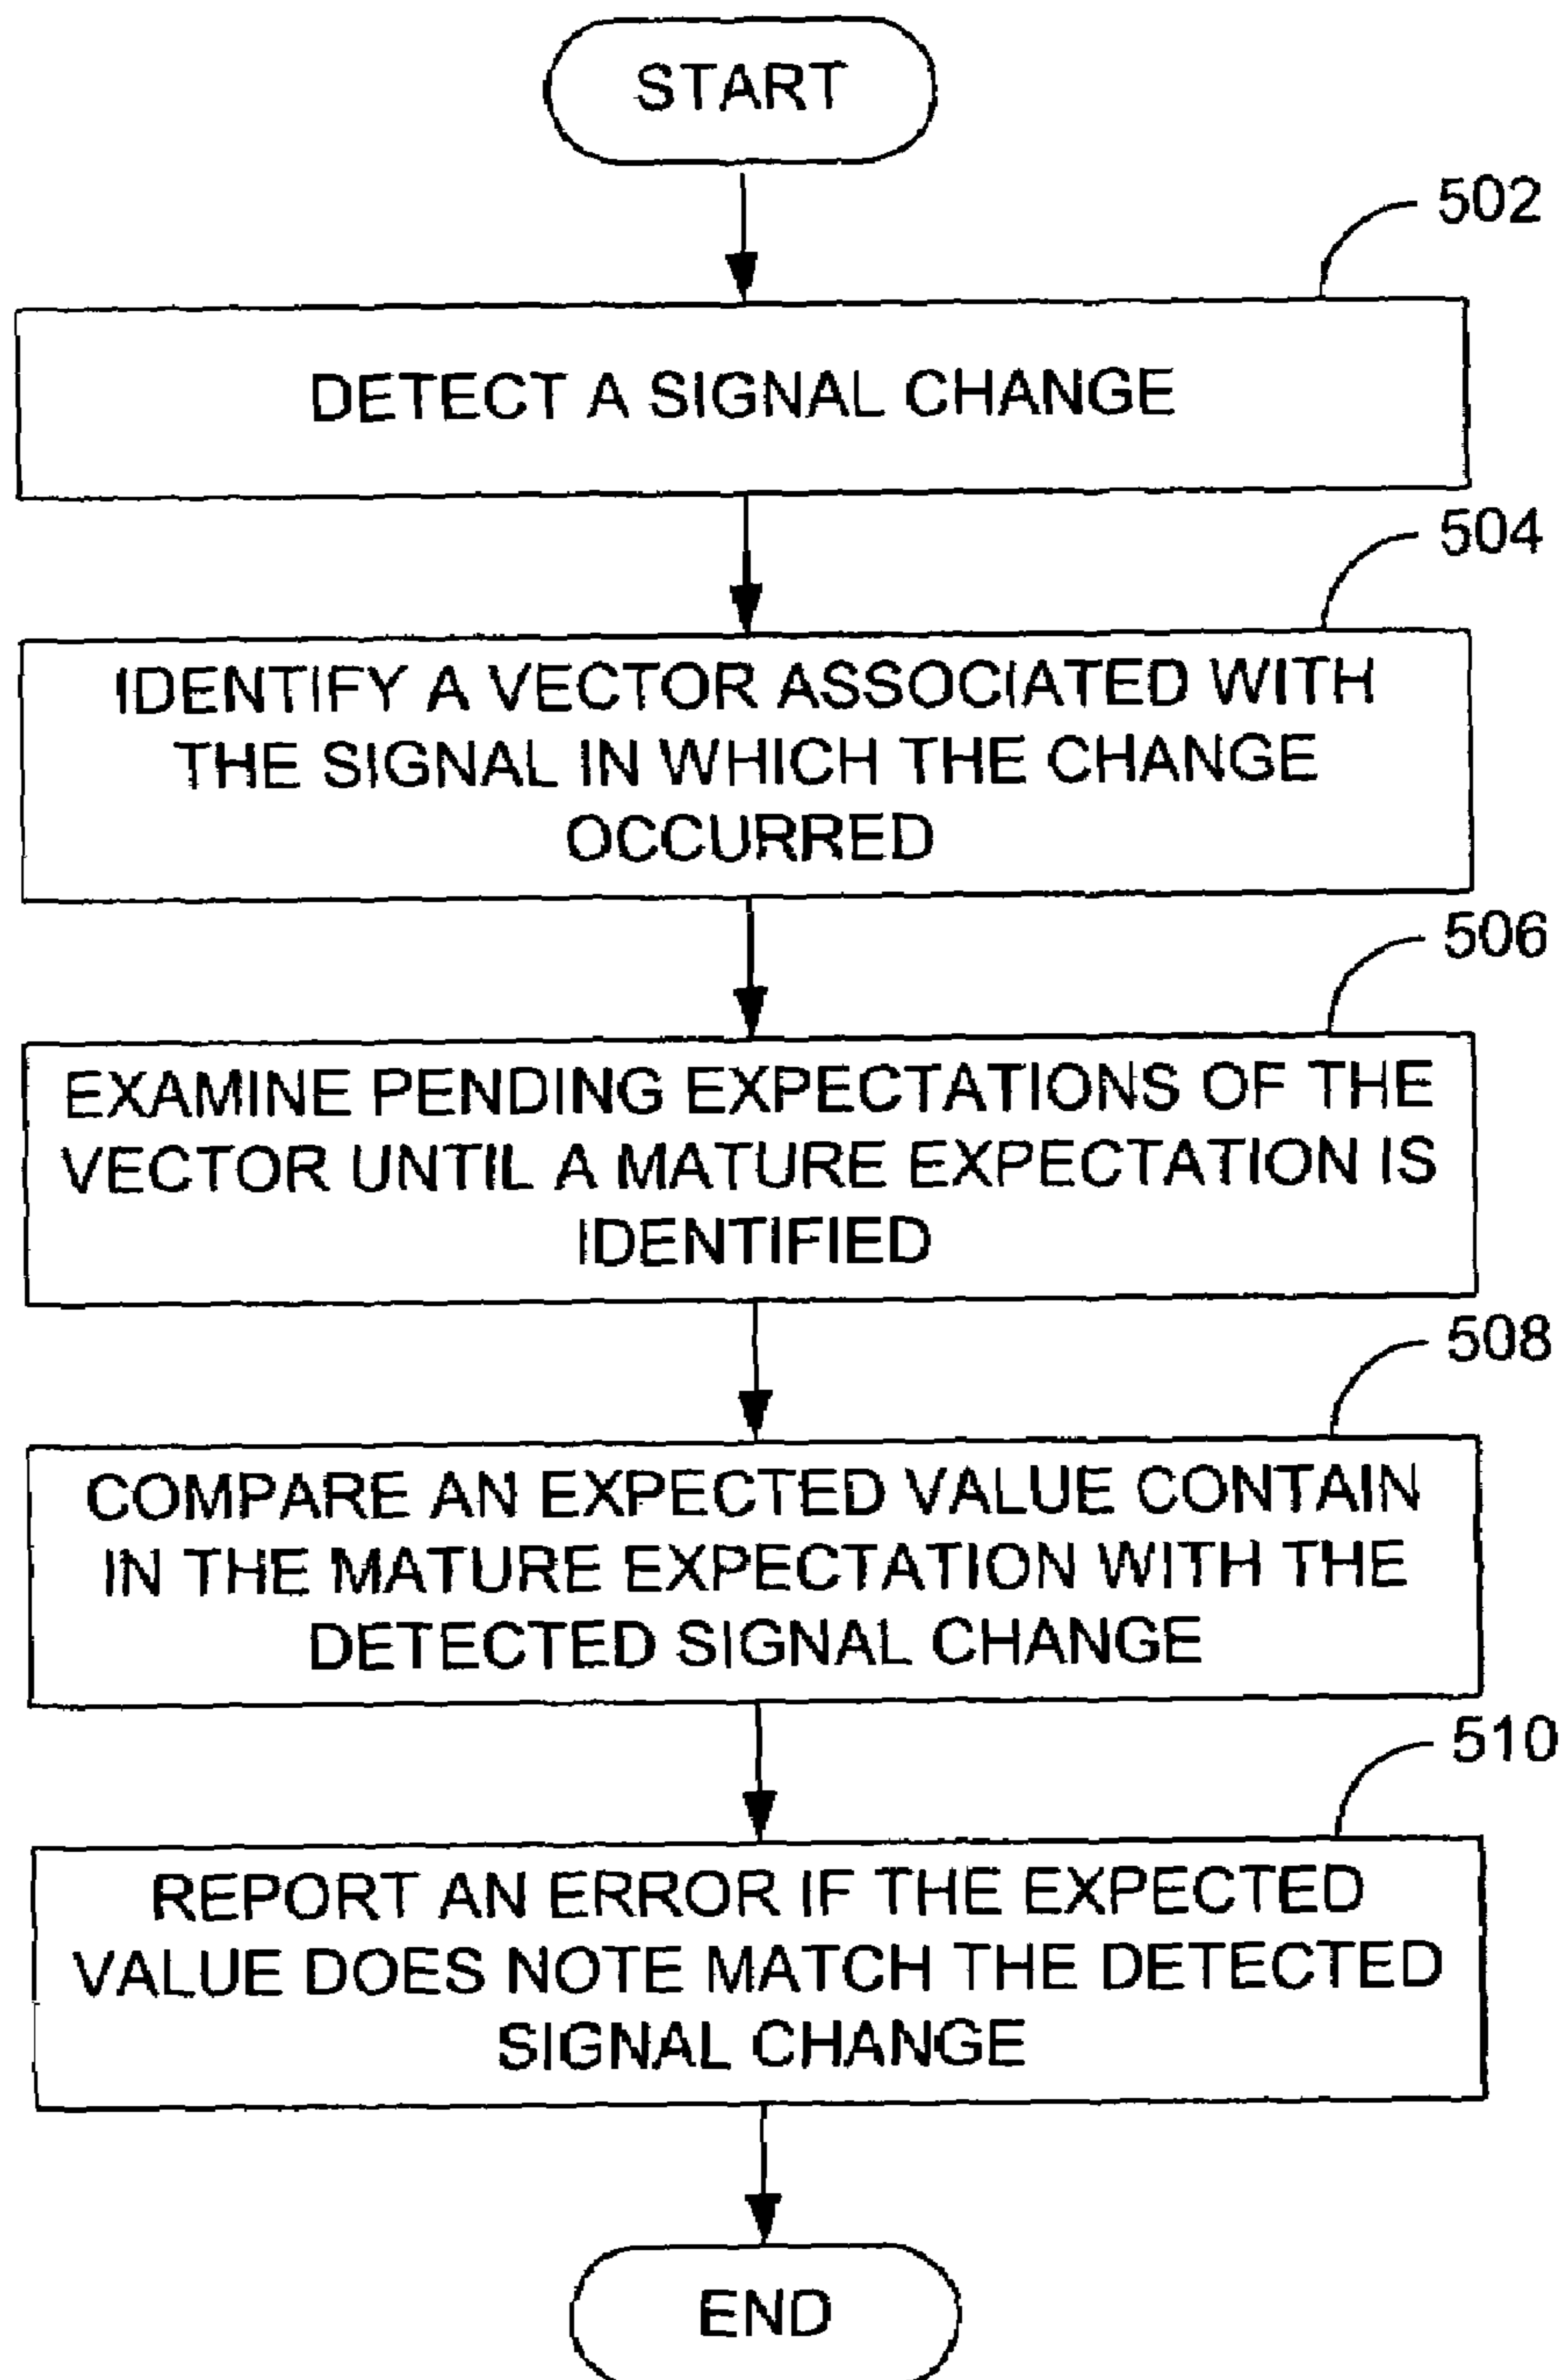 START
502
DETECT A SIGNAL CHANGE
504
IDENTIFY A VECTOR ASSOCIATED WITH
THE SIGNAL IN WHICH THE CHANGE
OCCURRED
506
EXAMINE PENDING EXPECTATIONS OF THE
VECTOR UNTIL A MATURE EXPECTATION IS
IDENTIFIED
508
COMPARE AN EXPECTED VALUE CONTAIN
IN THE MATURE EXPECTATION WITH THE
DETECTED SIGNAL CHANGE
510
REPORT AN ERROR IF THE EXPECTED
VALUE DOES NOTE MATCH THE DETECTED
SIGNAL CHANGE
END